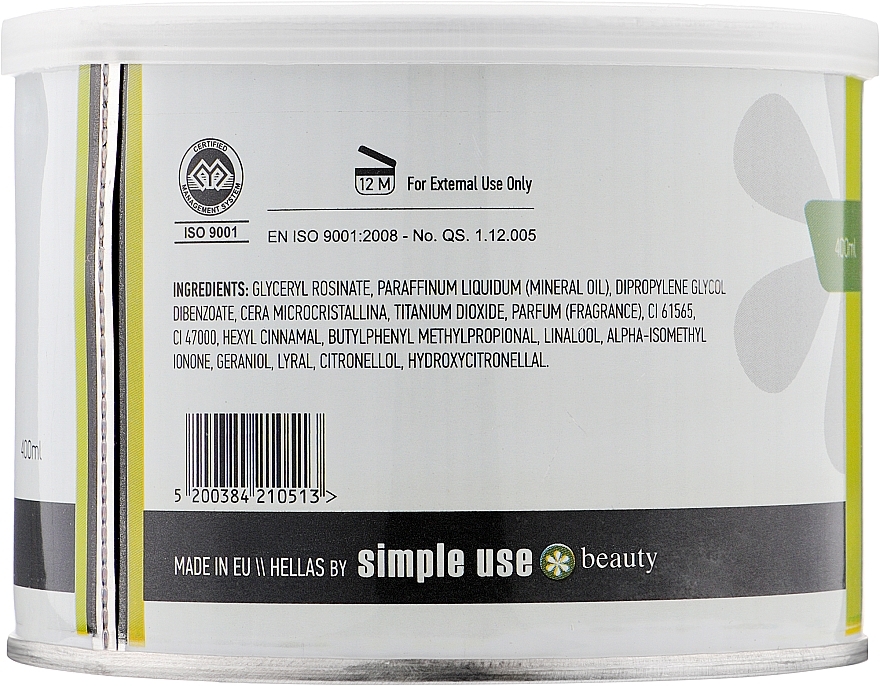 CERTIFIED
MANAGEMENT SYSTEM
ISO 9001
12 M
For External Use Only
EN ISO 9001:2008 - No. QS. 1.12.005
400ml
INGREDIENTS: GLYCERYL ROSINATE, PARAFFINUM LIQUIDUM (MINERAL OIL), DIPROPYLENE GLYCOL
DIBENZOATE, CERA MICROCRISTALLINA, TITANIUM DIOXIDE, PARFUM (FRAGRANCE), CI 61565,
CI 47000, HEXYL CINNAMAL, BUTYLPHENYL METHYLPROPIONAL, LINALOOL, ALPHA-ISOMETHYL
IONONE, GERANIOL, LYRAL, CITRONELLOL, HYDROXYCITRONELLAL.
400ml
5 200384 210513 >
MADE IN EU \\ HELLAS BY simple use beauty